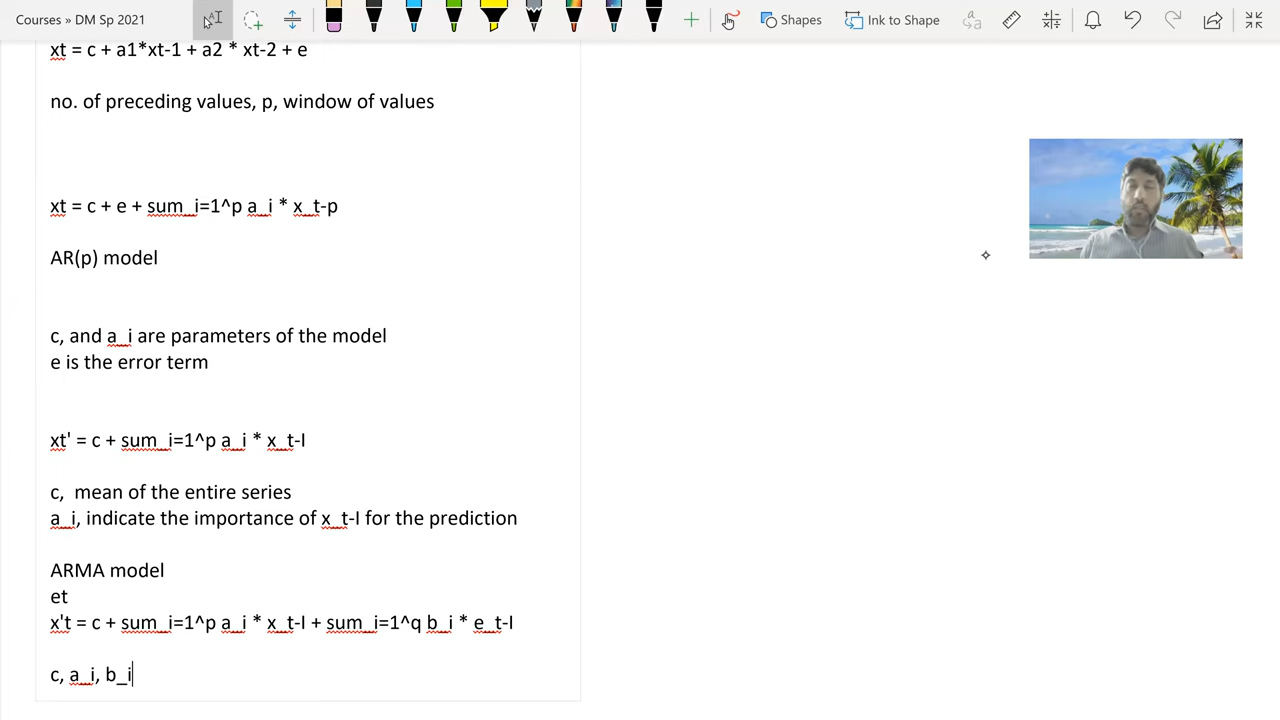 Courses » DM Sp 2021
Shapes
Ink to Shape
xt = c + a1*xt-1 + a2 * xt-2 + e
no. of preceding values, p, window of values
xt = c + e + sum_i=1^p a_i * x_t-p
AR(p) model
c, and a_i are parameters of the model
e is the error term
xt' = c + sum_i=1^p a_i * x_t-I
c,  mean of the entire series
a_i, indicate the importance of x_t-I for the prediction
ARMA model
et
x't = c + sum_i=1^p a_i * x_t-I + sum_i=1^q b_i * e_t-I
c, a_i, b_i